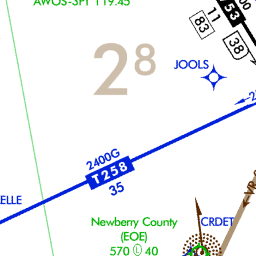 AWOS-3PT 119.45
28
JOOLS
53
11
83
38
2400G
T258
35
Newberry County
(EOE)
570 Ⓛ 40
CRDET